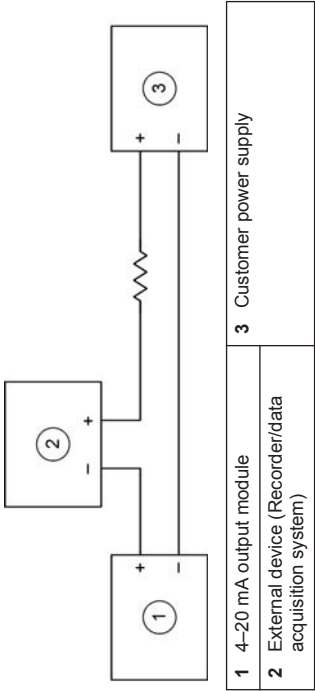 2
− +
1
+
−
3
+
−
1 4–20 mA output module
2 External device (Recorder/data
acquisition system)
3 Customer power supply